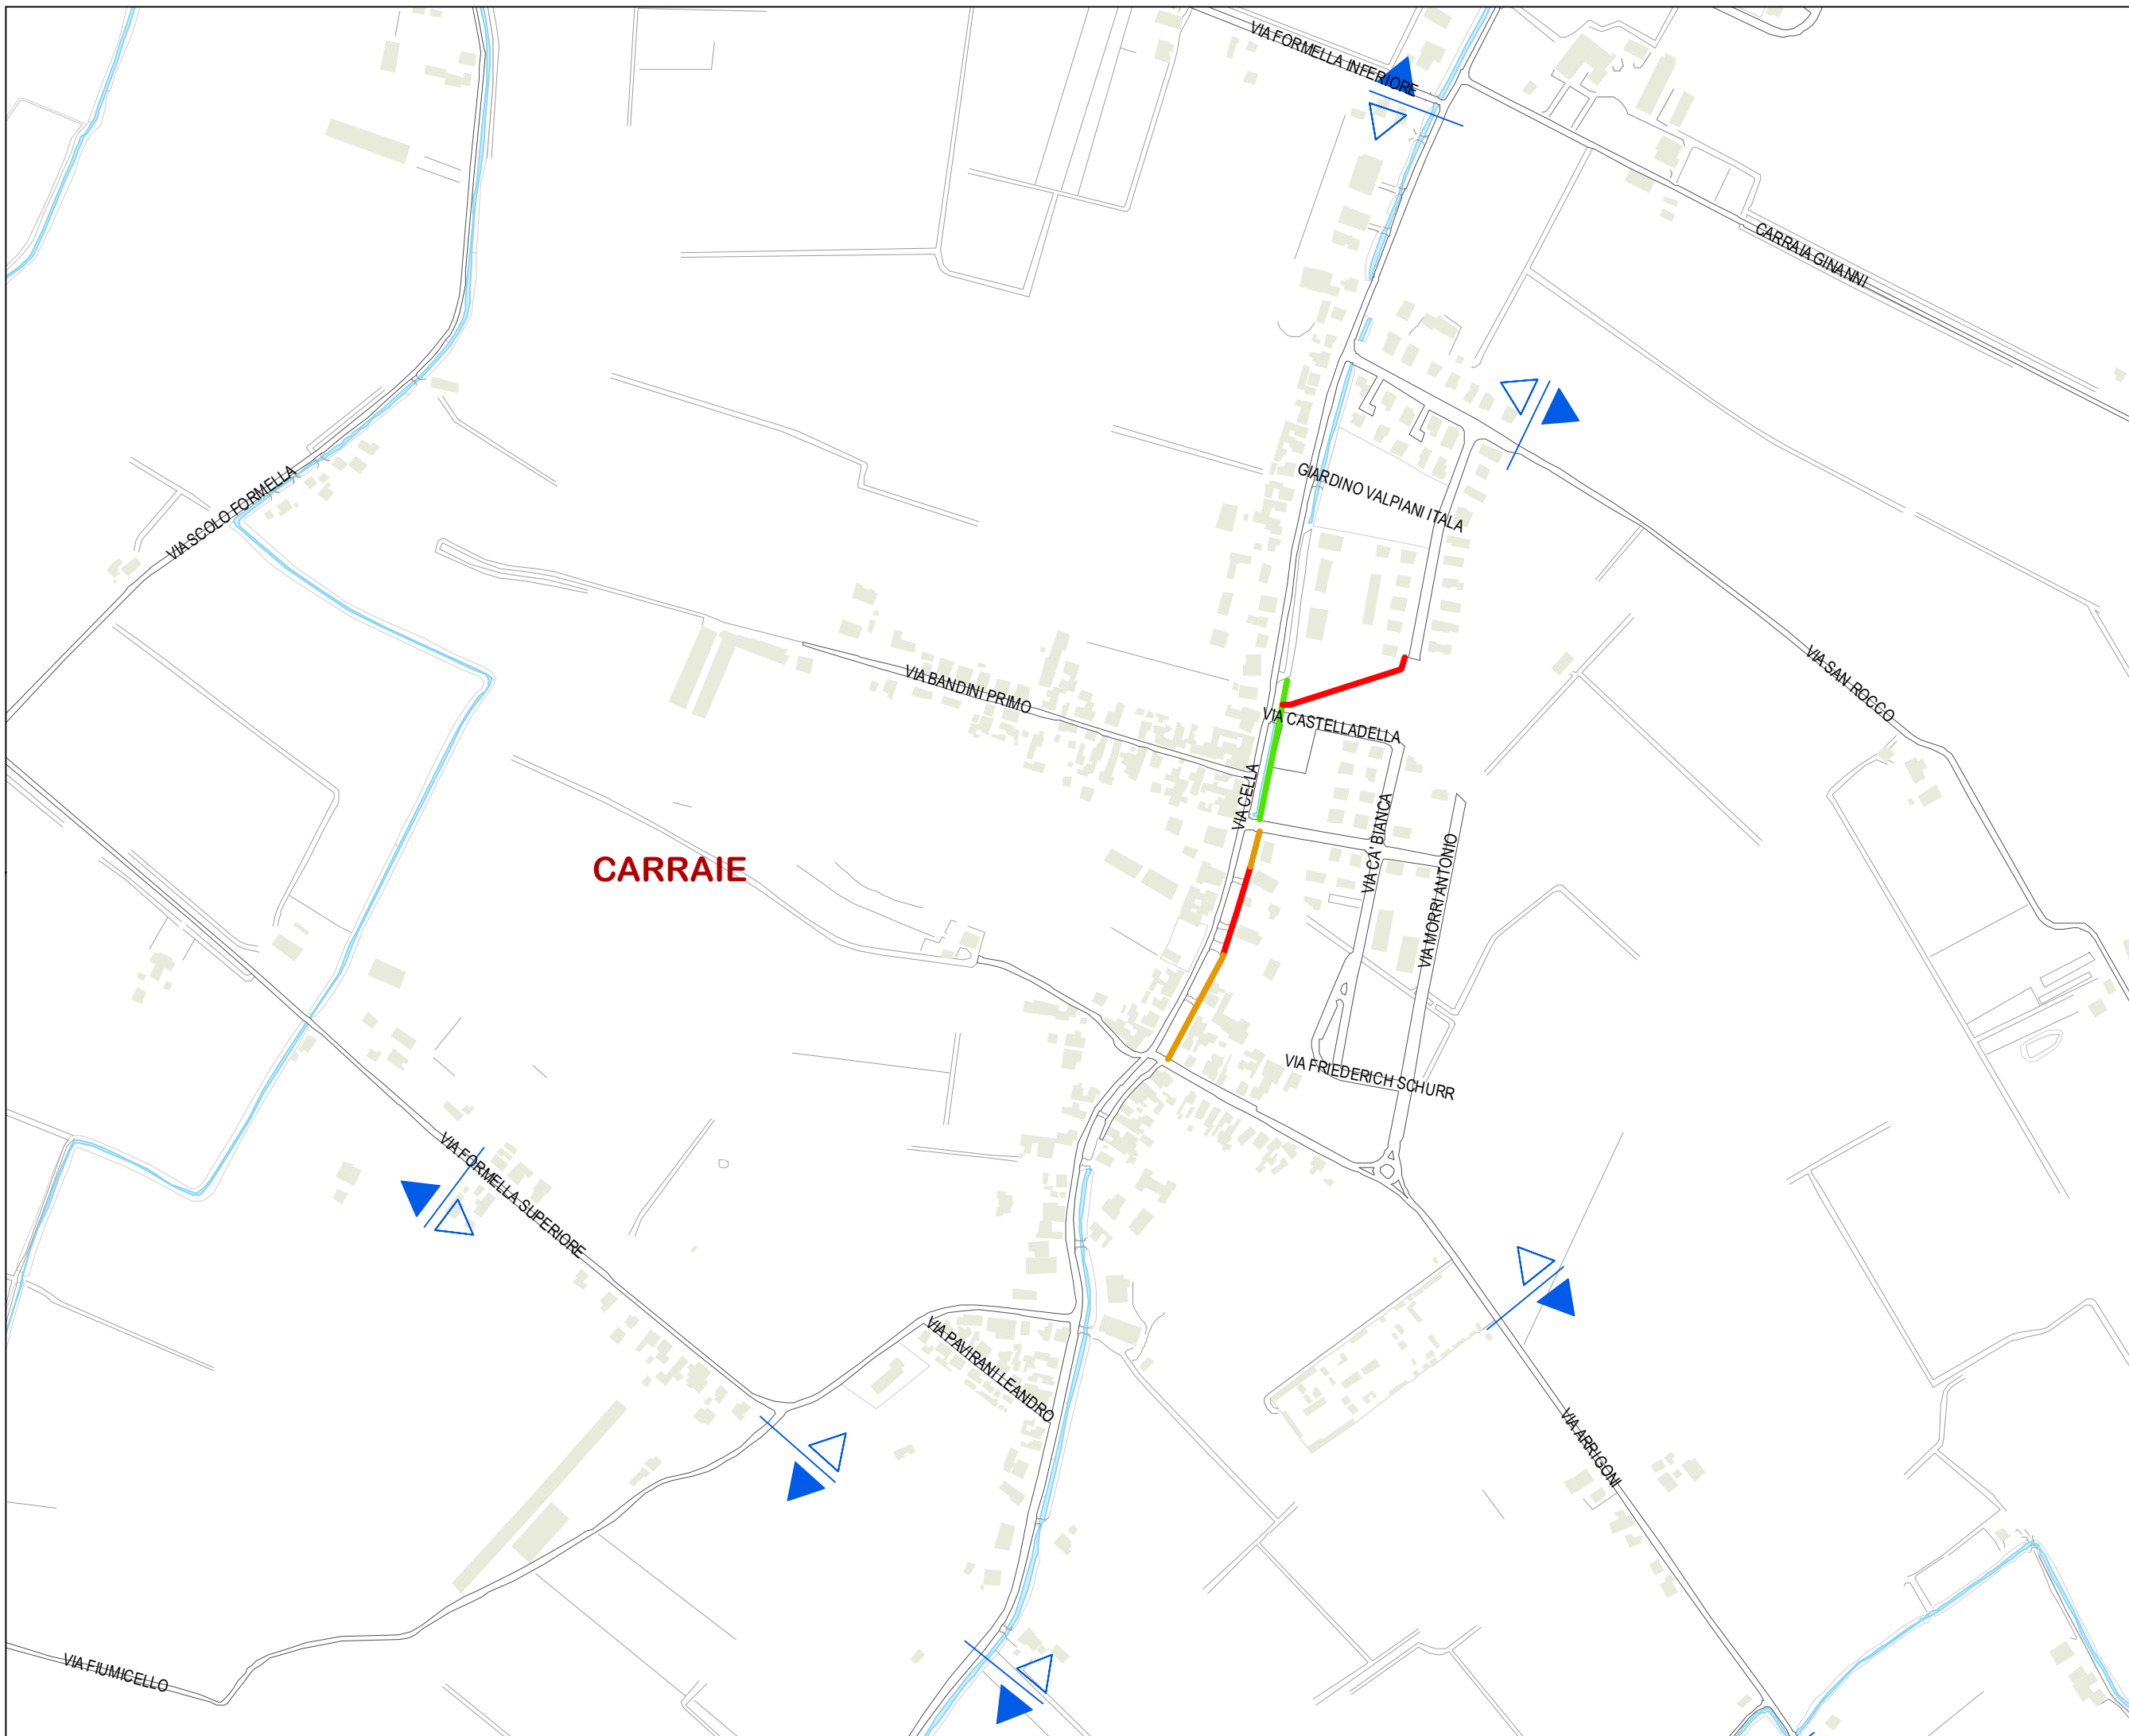 VIA FORMELLA INFERIORE
CARRAIA GINANNI
VIA SCOLO FORMELLA
GIARDINO VALPIANI ITALA
VIA SAN ROCCO
VIA BANDINI PRIMO
VIA CASTELLADELLA
VIA CELLA
VIA CA' BIANCA
VIA MORRI ANTONIO
CARRAIE
VIA FRIEDERICH SCHURR
VIA FORMELLA SUPERIORE
VIA PAVIRANI LEANDRO
VIA ARRIGONI
VIA FIUMICELLO